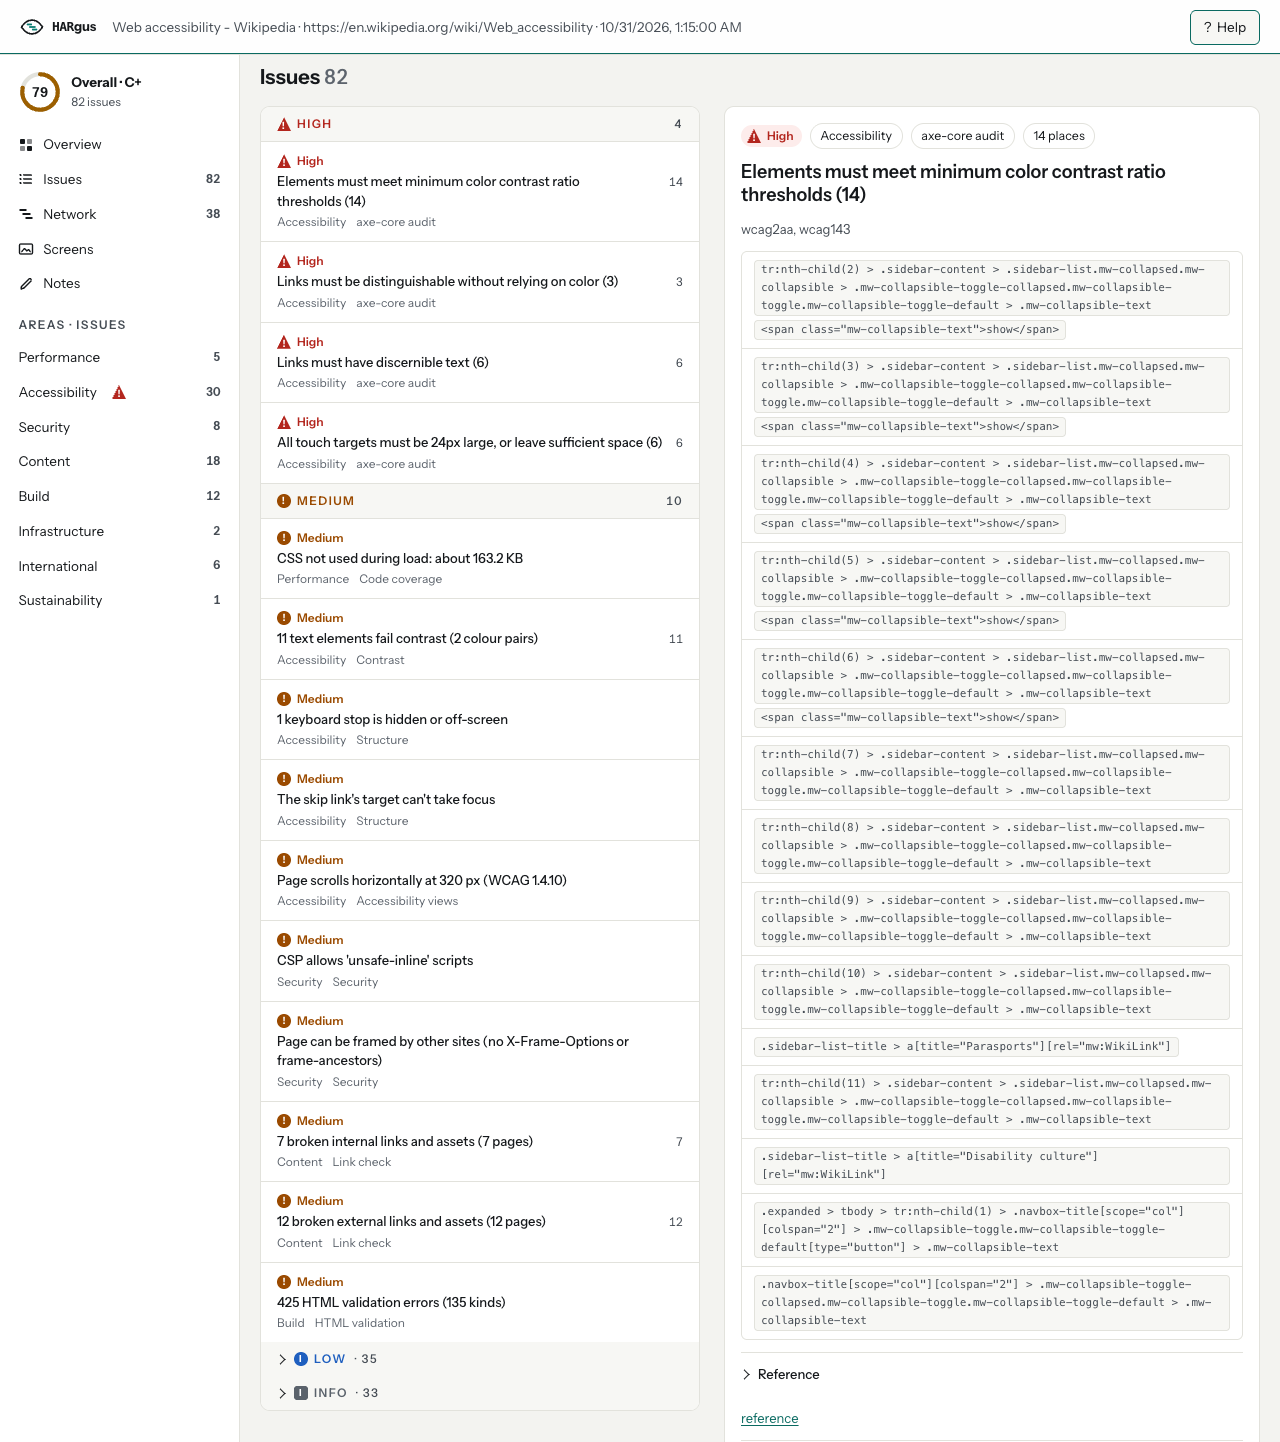 HARgus
Web accessibility - Wikipedia · https://en.wikipedia.org/wiki/Web_accessibility · 10/31/2026, 1:15:00 AM
? Help
79
Overall · C+
82 issues
Overview
Issues 82
Network 38
Screens
Notes
AREAS · ISSUES
Performance 5
Accessibility 30
Security 8
Content 18
Build 12
Infrastructure 2
International 6
Sustainability 1
Issues 82
HIGH 4
High
Elements must meet minimum color contrast ratio
thresholds (14)
14
Accessibility axe-core audit
High
Links must be distinguishable without relying on color (3) 3
Accessibility axe-core audit
High
Links must have discernible text (6) 6
Accessibility axe-core audit
High
All touch targets must be 24px large, or leave sufficient space (6) 6
Accessibility axe-core audit
MEDIUM 10
Medium
CSS not used during load: about 163.2 KB
Performance Code coverage
Medium
11 text elements fail contrast (2 colour pairs) 11
Accessibility Contrast
Medium
1 keyboard stop is hidden or off-screen
Accessibility Structure
Medium
The skip link's target can't take focus
Accessibility Structure
Medium
Page scrolls horizontally at 320 px (WCAG 1.4.10)
Accessibility Accessibility views
Medium
CSP allows 'unsafe-inline' scripts
Security Security
Medium
Page can be framed by other sites (no X-Frame-Options or
frame-ancestors)
Security Security
Medium
7 broken internal links and assets (7 pages) 7
Content Link check
Medium
12 broken external links and assets (12 pages) 12
Content Link check
Medium
425 HTML validation errors (135 kinds)
Build HTML validation
LOW · 35
INFO · 33
High Accessibility axe-core audit 14 places
Elements must meet minimum color contrast ratio
thresholds (14)
wcag2aa, wcag143
tr:nth-child(2) > .sidebar-content > .sidebar-list.mw-collapsed.mw-
collapsible > .mw-collapsible-toggle-collapsed.mw-collapsible-
toggle.mw-collapsible-toggle-default > .mw-collapsible-text
<span class="mw-collapsible-text">show</span>
tr:nth-child(3) > .sidebar-content > .sidebar-list.mw-collapsed.mw-
collapsible > .mw-collapsible-toggle-collapsed.mw-collapsible-
toggle.mw-collapsible-toggle-default > .mw-collapsible-text
<span class="mw-collapsible-text">show</span>
tr:nth-child(4) > .sidebar-content > .sidebar-list.mw-collapsed.mw-
collapsible > .mw-collapsible-toggle-collapsed.mw-collapsible-
toggle.mw-collapsible-toggle-default > .mw-collapsible-text
<span class="mw-collapsible-text">show</span>
tr:nth-child(5) > .sidebar-content > .sidebar-list.mw-collapsed.mw-
collapsible > .mw-collapsible-toggle-collapsed.mw-collapsible-
toggle.mw-collapsible-toggle-default > .mw-collapsible-text
<span class="mw-collapsible-text">show</span>
tr:nth-child(6) > .sidebar-content > .sidebar-list.mw-collapsed.mw-
collapsible > .mw-collapsible-toggle-collapsed.mw-collapsible-
toggle.mw-collapsible-toggle-default > .mw-collapsible-text
<span class="mw-collapsible-text">show</span>
tr:nth-child(7) > .sidebar-content > .sidebar-list.mw-collapsed.mw-
collapsible > .mw-collapsible-toggle-collapsed.mw-collapsible-
toggle.mw-collapsible-toggle-default > .mw-collapsible-text
tr:nth-child(8) > .sidebar-content > .sidebar-list.mw-collapsed.mw-
collapsible > .mw-collapsible-toggle-collapsed.mw-collapsible-
toggle.mw-collapsible-toggle-default > .mw-collapsible-text
tr:nth-child(9) > .sidebar-content > .sidebar-list.mw-collapsed.mw-
collapsible > .mw-collapsible-toggle-collapsed.mw-collapsible-
toggle.mw-collapsible-toggle-default > .mw-collapsible-text
tr:nth-child(10) > .sidebar-content > .sidebar-list.mw-collapsed.mw-
collapsible > .mw-collapsible-toggle-collapsed.mw-collapsible-
toggle.mw-collapsible-toggle-default > .mw-collapsible-text
.sidebar-list-title > a[title="Parasports"][rel="mw:WikiLink"]
tr:nth-child(11) > .sidebar-content > .sidebar-list.mw-collapsed.mw-
collapsible > .mw-collapsible-toggle-collapsed.mw-collapsible-
toggle.mw-collapsible-toggle-default > .mw-collapsible-text
.sidebar-list-title > a[title="Disability culture"]
[rel="mw:WikiLink"]
.expanded > tbody > tr:nth-child(1) > .navbox-title[scope="col"]
[colspan="2"] > .mw-collapsible-toggle.mw-collapsible-toggle-
default[type="button"] > .mw-collapsible-text
.navbox-title[scope="col"][colspan="2"] > .mw-collapsible-toggle-
collapsed.mw-collapsible-toggle.mw-collapsible-toggle-default > .mw-
collapsible-text
Reference
reference